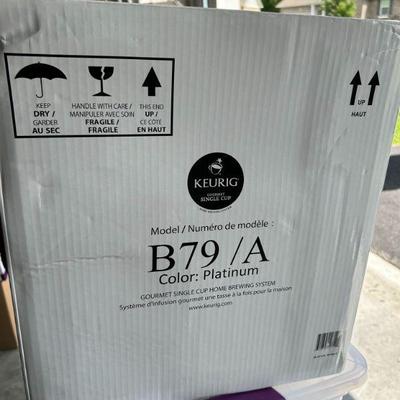 KEEP
DRY /
GARDER
AU SEC
HANDLE WITH CARE /
MANIPULER AVEC SOIN
FRAGILE /
FRAGILE
THIS END
UP /
CE CÔTÉ
EN HAUT
UP
HAUT
KEURIG
GOURMET
SINGLE CUP
Model / Numéro de modèle :
B79 /A
Color: Platinum
GOURMET SINGLE CUP HOME BREWING SYSTEM
Système d'infusion gourmet une tasse à la fois pour la maison
www.keurig.com